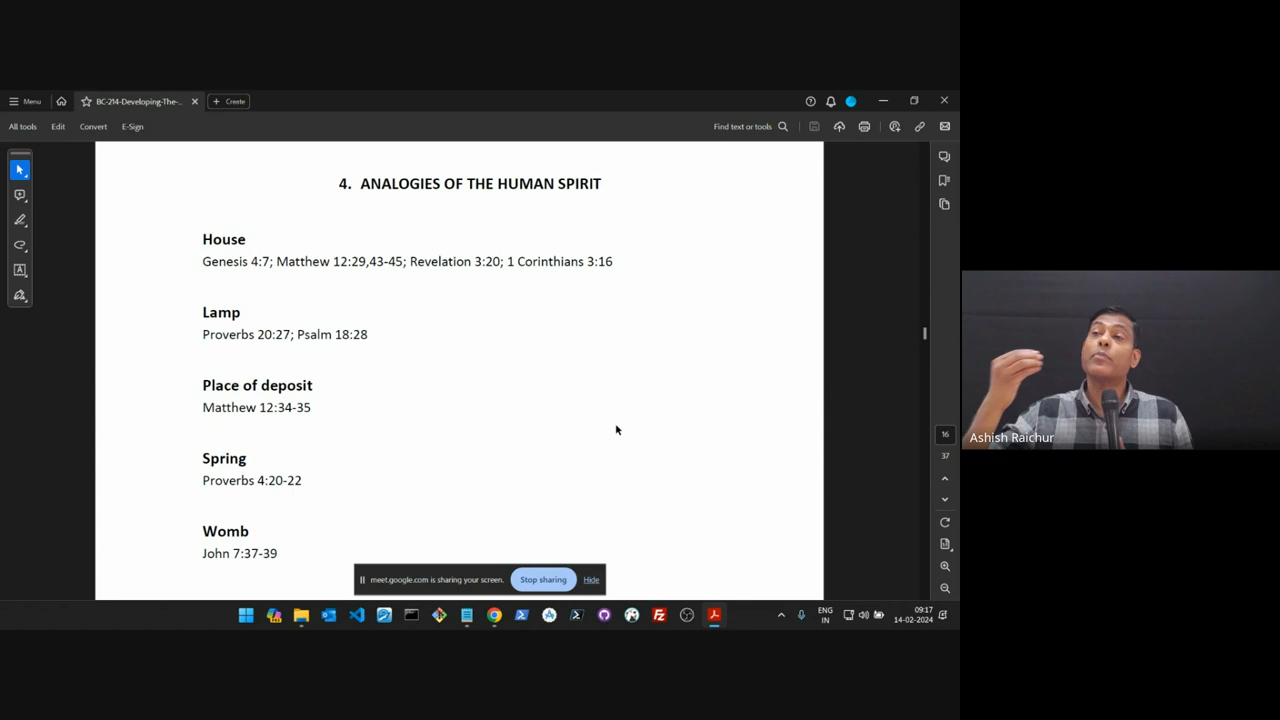 Menu
BC-214-Developing-The-...
Create
All tools
Edit
Convert
E-Sign
Find text or tools
4. ANALOGIES OF THE HUMAN SPIRIT
House
Genesis 4:7; Matthew 12:29,43-45; Revelation 3:20; 1 Corinthians 3:16
Lamp
Proverbs 20:27; Psalm 18:28
Place of deposit
Matthew 12:34-35
Spring
Proverbs 4:20-22
Womb
John 7:37-39
16
37
Ashish Raichur
meet.google.com is sharing your screen.
Stop sharing
Hide
ENG
IN
09:17
14-02-2024